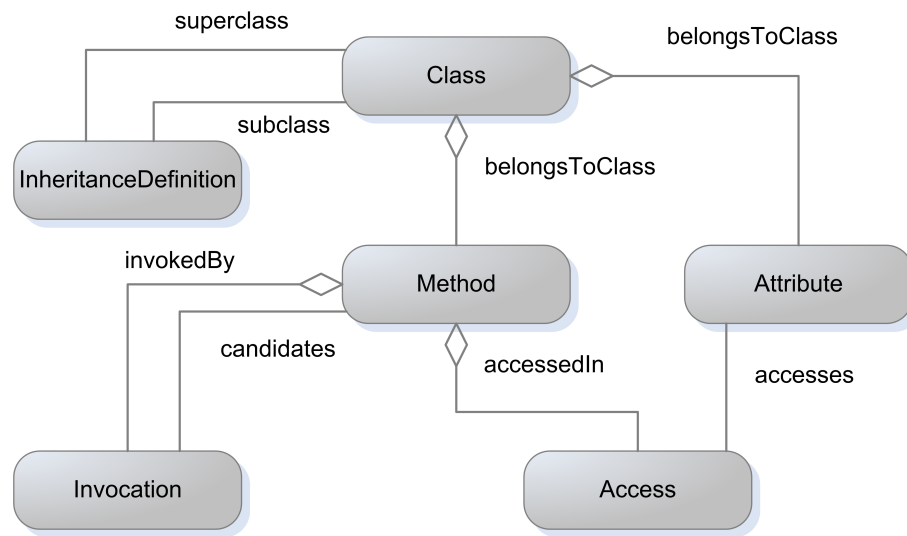 superclass
belongsToClass
Class
subclass
belongsToClass
InheritanceDefinition
invokedBy
Method
Attribute
candidates
accessedIn
accesses
Invocation
Access